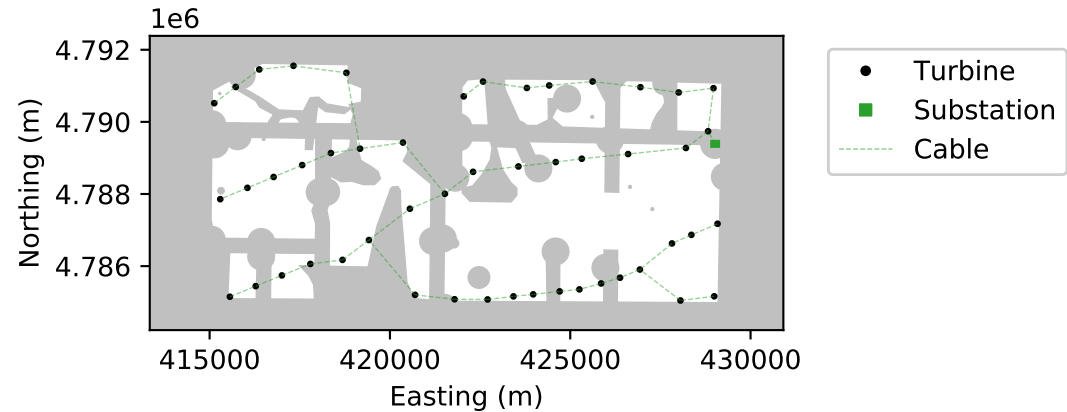 1e6
4.792
4.790
4.788
4.786
Northing (m)
415000 420000 425000 430000
Easting (m)
Turbine
Substation
Cable